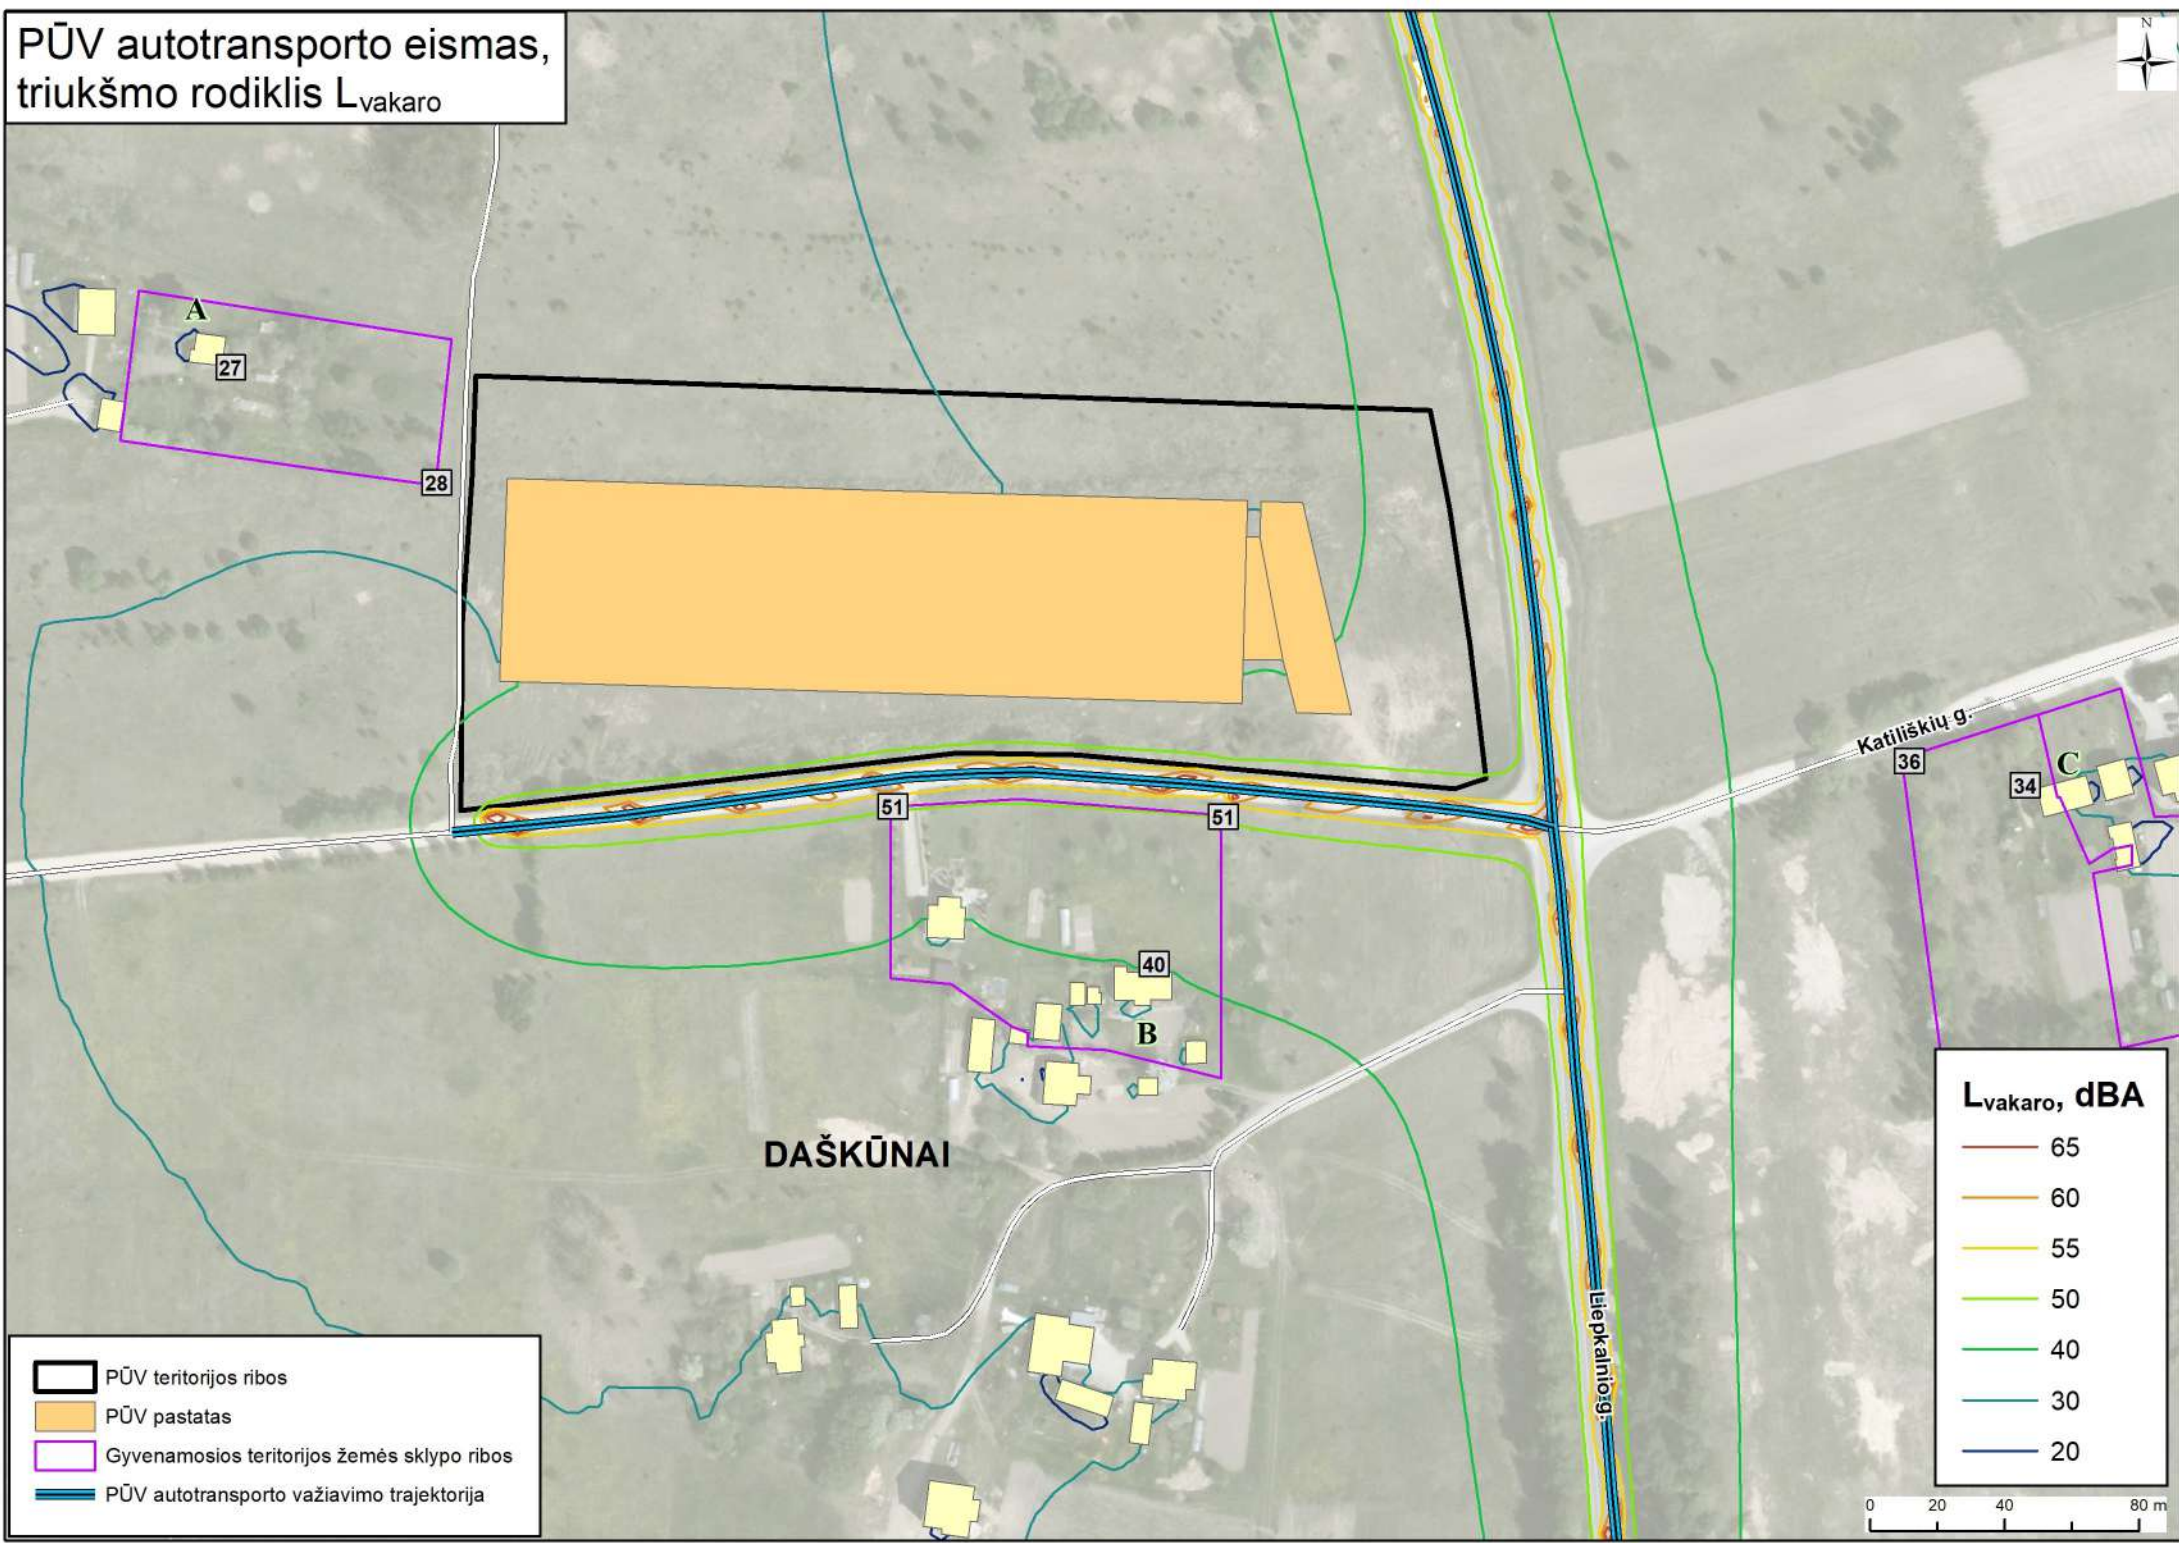 PŪV autotransporto eismas,
triukšmo rodiklis Lvakaro
N
A
27
28
51
51
40
B
DAŠKŪNAI
Katiliškių g.
36
34
C
Liepkalnio g.
PŪV teritorijos ribos
PŪV pastatas
Gyvenamosios teritorijos žemės sklypo ribos
PŪV autotransporto važiavimo trajektorija
Lvakaro, dBA
65
60
55
50
40
30
20
0 20 40 80 m